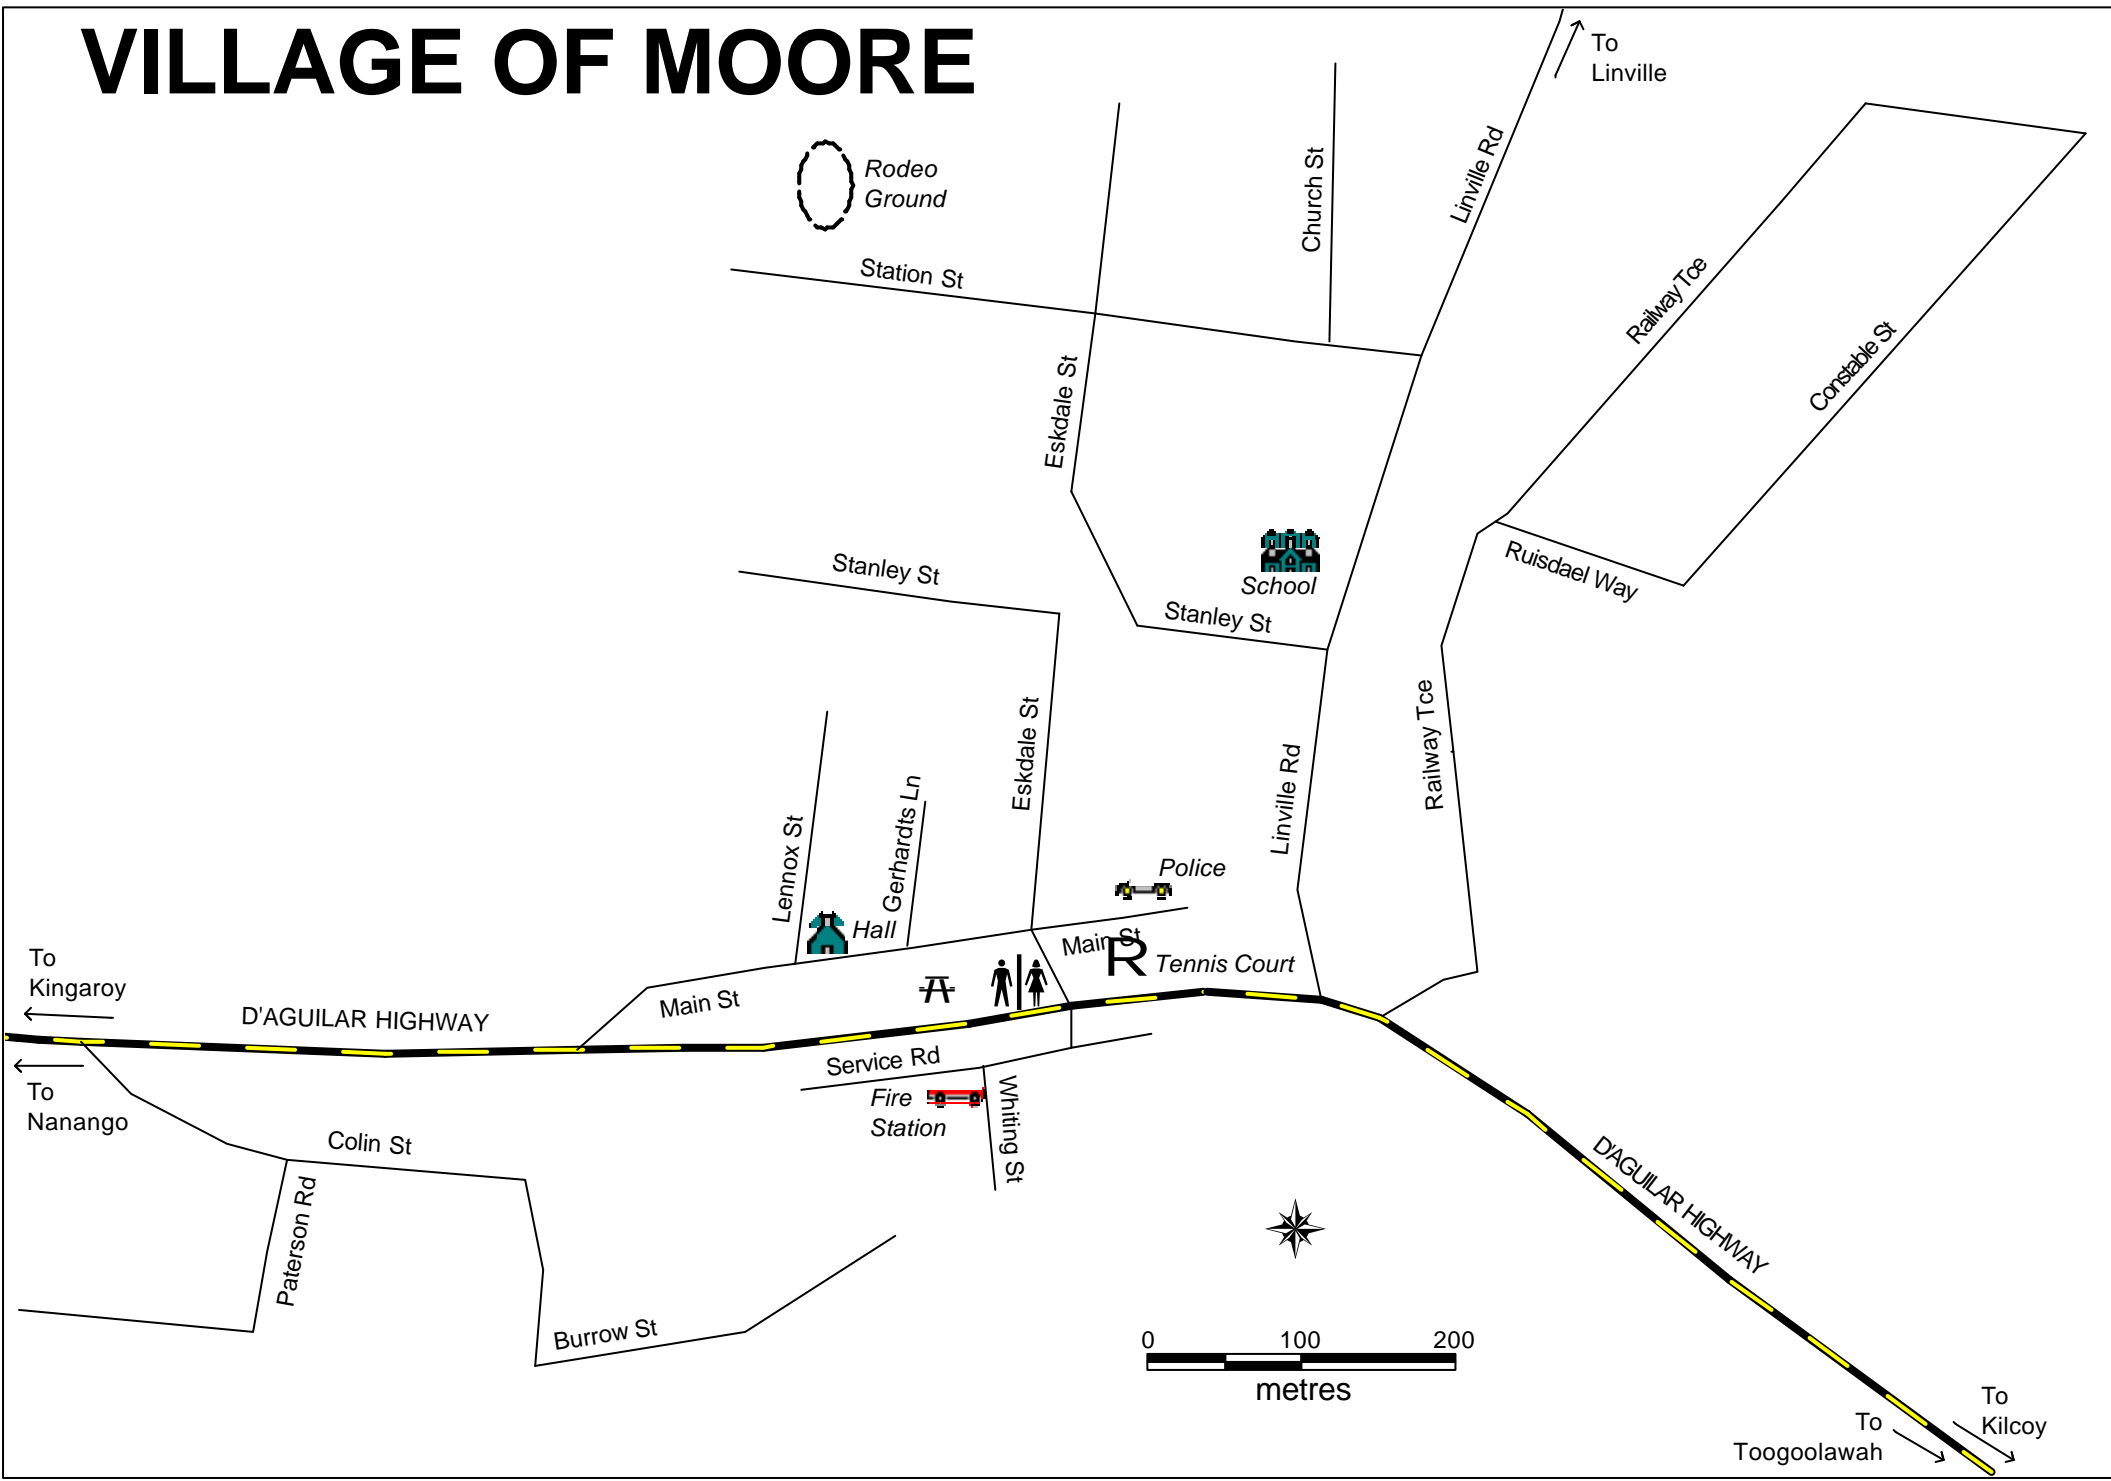 VILLAGE OF MOORE
To
Linville
Rodeo
Ground
Church St
Linville Rd
Station St
Railway Tce
Constable St
Eskdale St
School
Stanley St
Stanley St
Ruisdael Way
Eskdale St
Railway Tce
Linville Rd
Lennox St
Gerhardts Ln
Police
Hall
Main St
R
Tennis Court
To
Kingaroy
Main St
D'AGUILAR HIGHWAY
Service Rd
To
Nanango
Fire
Station
Whiting St
Colin St
Paterson Rd
D'AGUILAR HIGHWAY
Burrow St
0 100 200
metres
To
Kilcoy
To
Toogoolawah